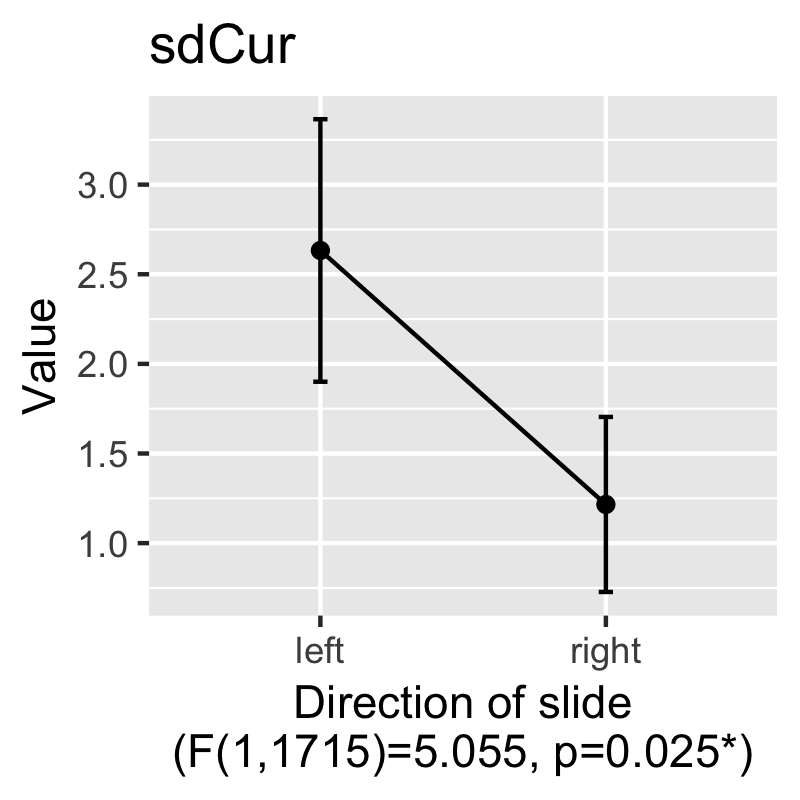 sdCur
Value
3.0
2.5
2.0
1.5
1.0
left
right
Direction of slide
(F(1,1715)=5.055, p=0.025*)